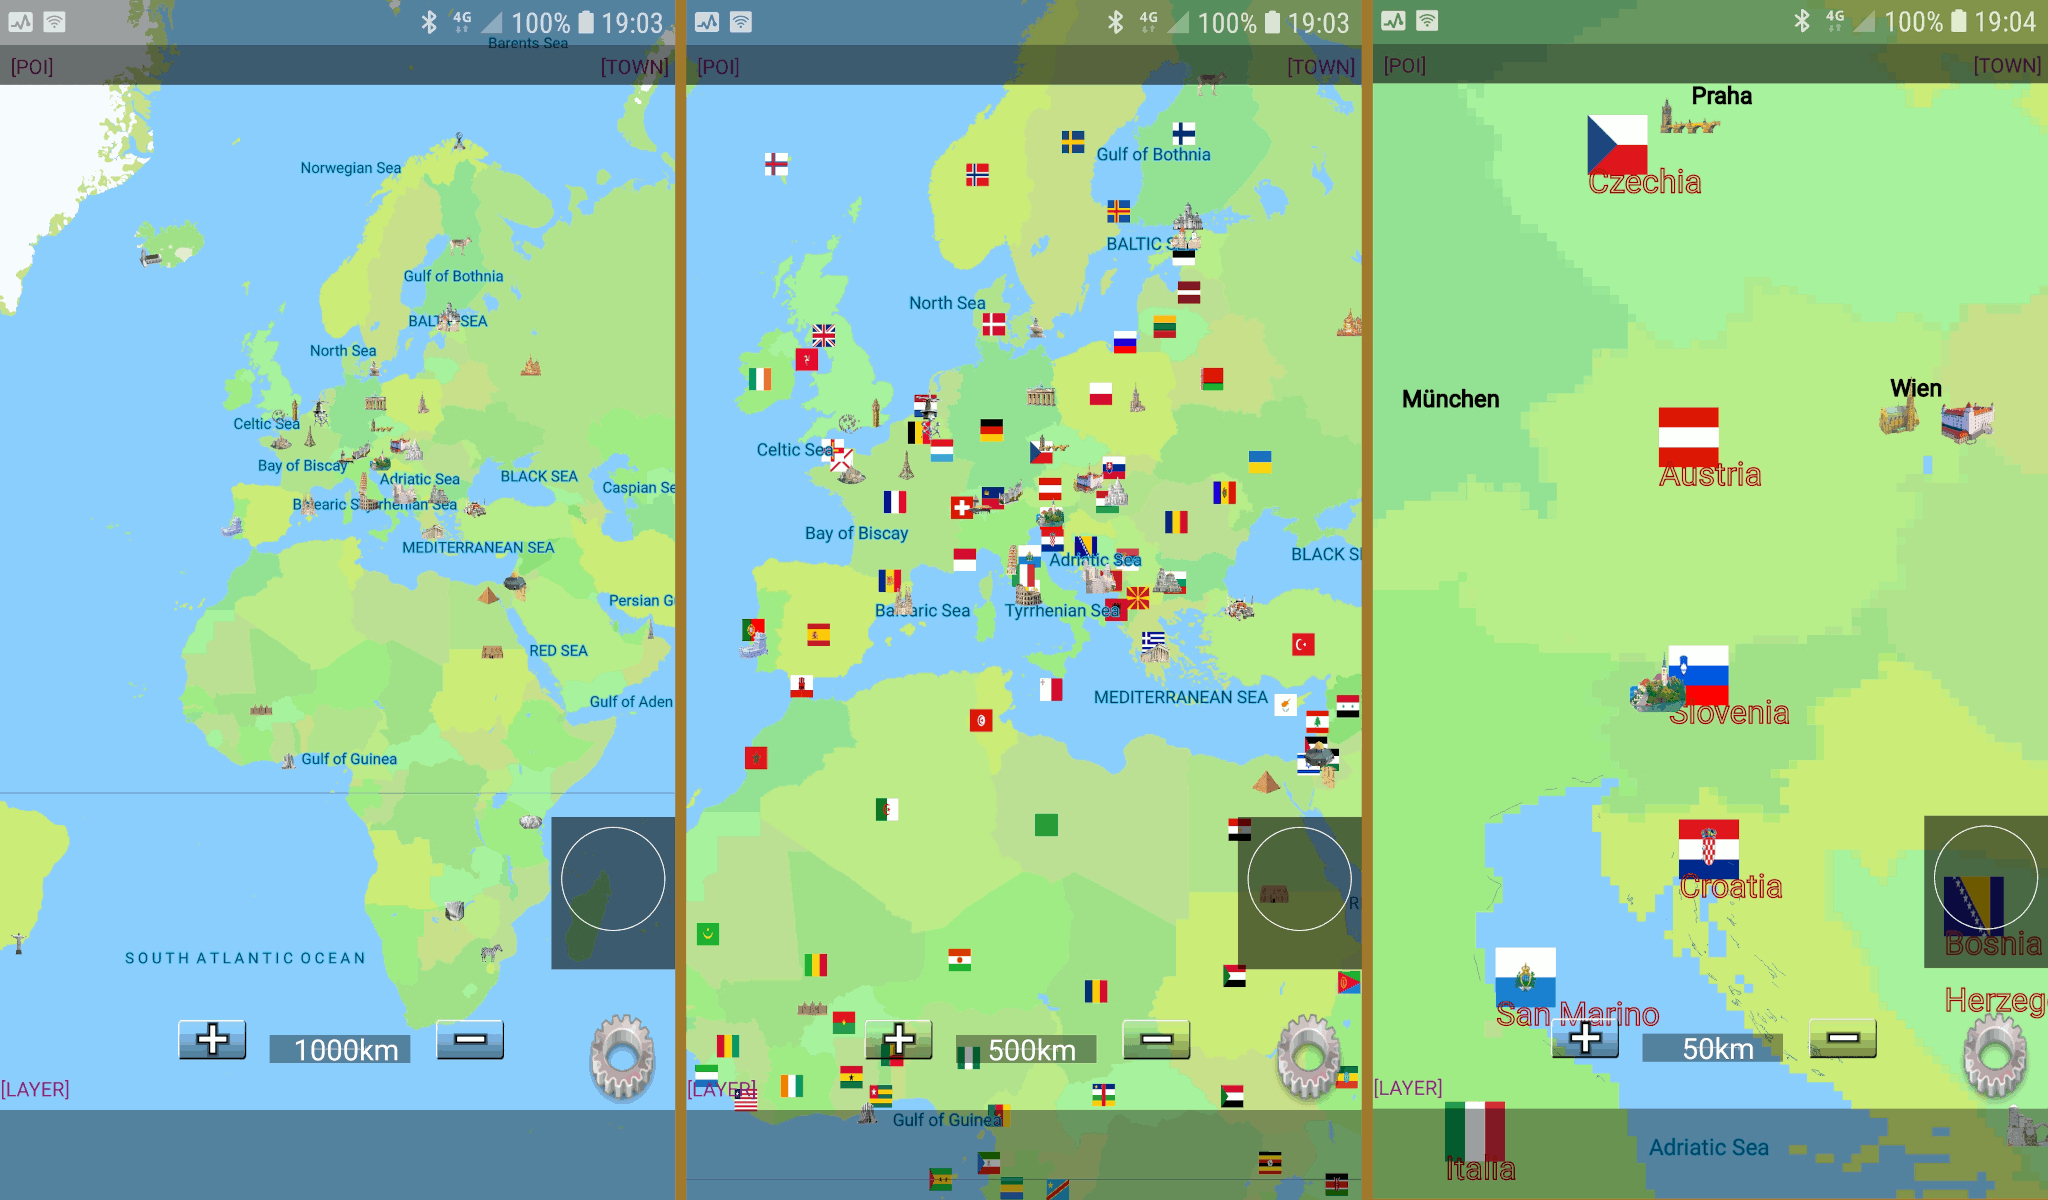 4G 100% 19:03
Barents Sea
[POI] [TOWN]
Norwegian Sea
Gulf of Bothnia
BALTIC SEA
North Sea
Celtic Sea
Bay of Biscay
Adriatic Sea
BLACK SEA
Caspian Se
Balearic S
rrhenian Sea
MEDITERRANEAN SEA
Persian G
RED SEA
Gulf of Aden
Gulf of Guinea
SOUTH ATLANTIC OCEAN
1000km
[LAYER]
4G 100% 19:03
[POI] [TOWN]
Gulf of Bothnia
BALTIC SE
North Sea
Celtic Sea
Bay of Biscay
BLACK S
Adriatic Sea
Balearic Sea
Tyrrhenian Sea
MEDITERRANEAN SEA
R
500km
[LAYER]
Gulf of Guinea
4G 100% 19:04
[POI] [TOWN]
Praha
Czechia
München
Wien
Austria
Slovenia
Croatia
Bosnia
Herzeg
San Marino
50km
[LAYER]
Adriatic Sea
Italia